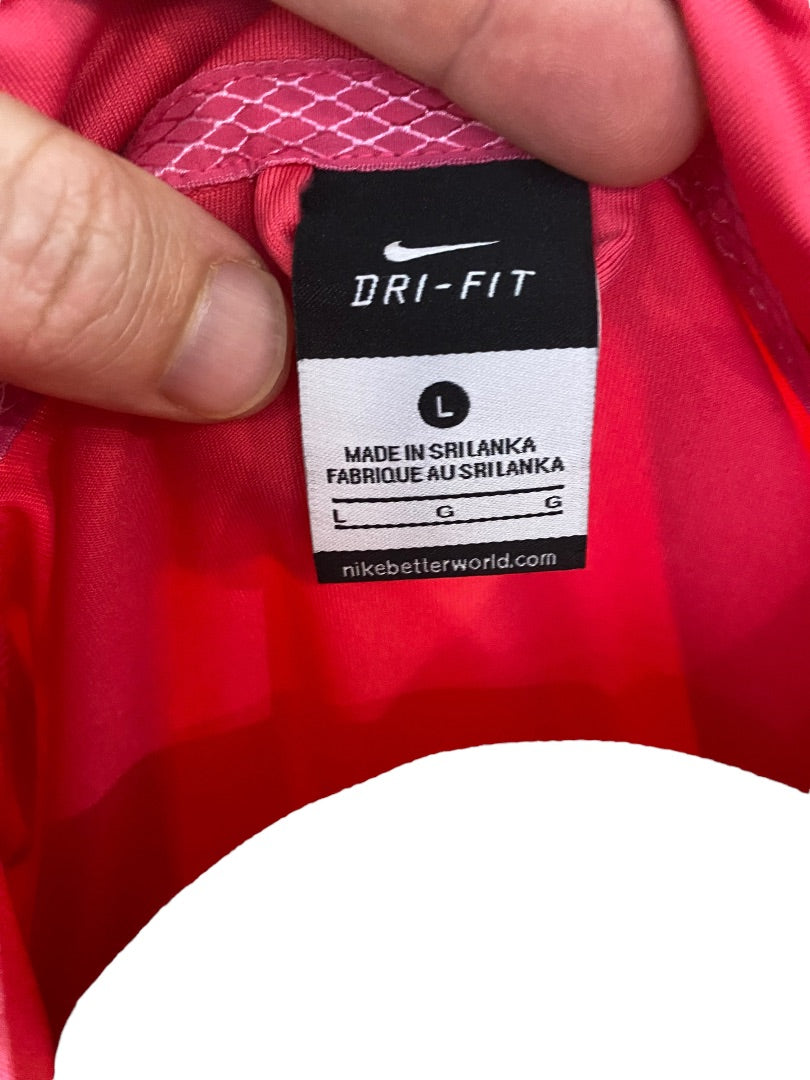 DRI-FIT
L
MADE IN SRI LANKA
FABRIQUE AU SRI LANKA
L G G
nikebetterworld.com